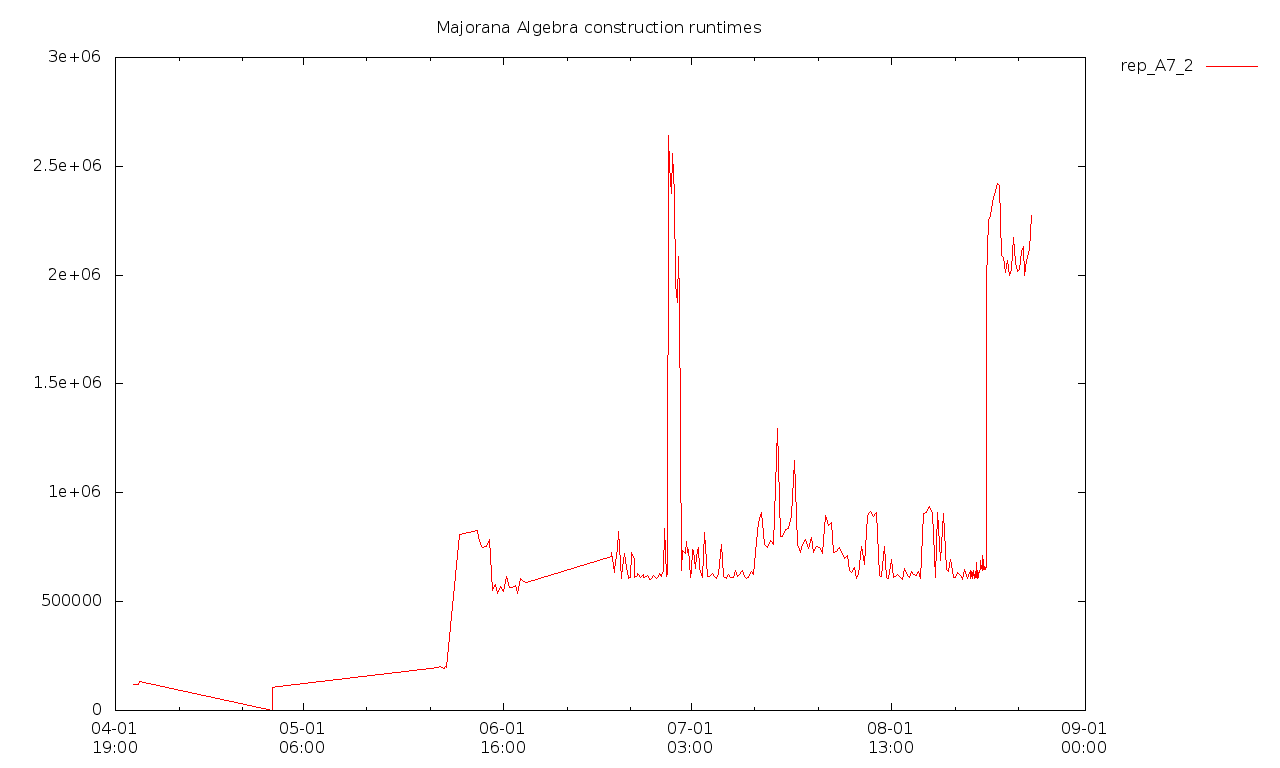 Majorana Algebra construction runtimes
rep_A7_2
3e+06
2.5e+06
2e+06
1.5e+06
1e+06
500000
0
04-01 05-01 06-01 07-01 08-01 09-01
19:00 06:00 16:00 03:00 13:00 00:00